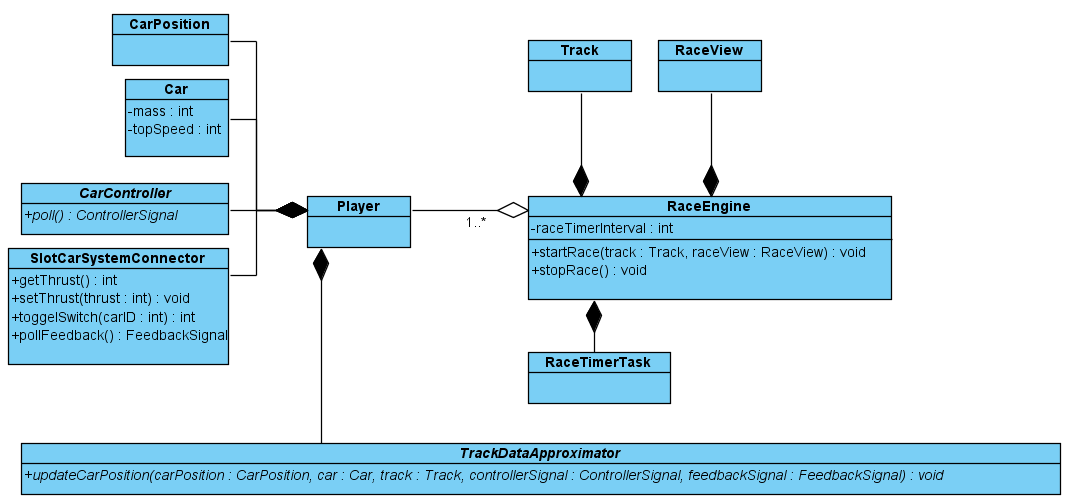 CarPosition
Car
-mass : int
-topSpeed : int
CarController
+poll() : ControllerSignal
SlotCarSystemConnector
+getThrust() : int
+setThrust(thrust : int) : void
+toggelSwitch(carID : int) : int
+pollFeedback() : FeedbackSignal
Player
1..*
Track
RaceView
RaceEngine
-raceTimerInterval : int
+startRace(track : Track, raceView : RaceView) : void
+stopRace() : void
RaceTimerTask
TrackDataApproximator
+updateCarPosition(carPosition : CarPosition, car : Car, track : Track, controllerSignal : ControllerSignal, feedbackSignal : FeedbackSignal) : void